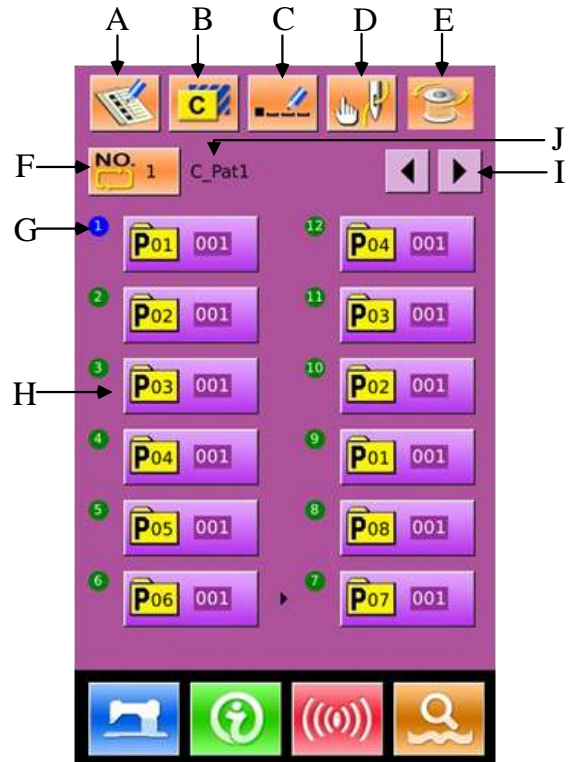 A B C D E
C
J
F NO. 1 C_Pat1 I
G 1 P01 001 12 P04 001
2 P02 001 11 P03 001
H 3 P03 001 10 P02 001
4 P04 001 9 P01 001
5 P05 001 8 P08 001
6 P06 001 7 P07 001